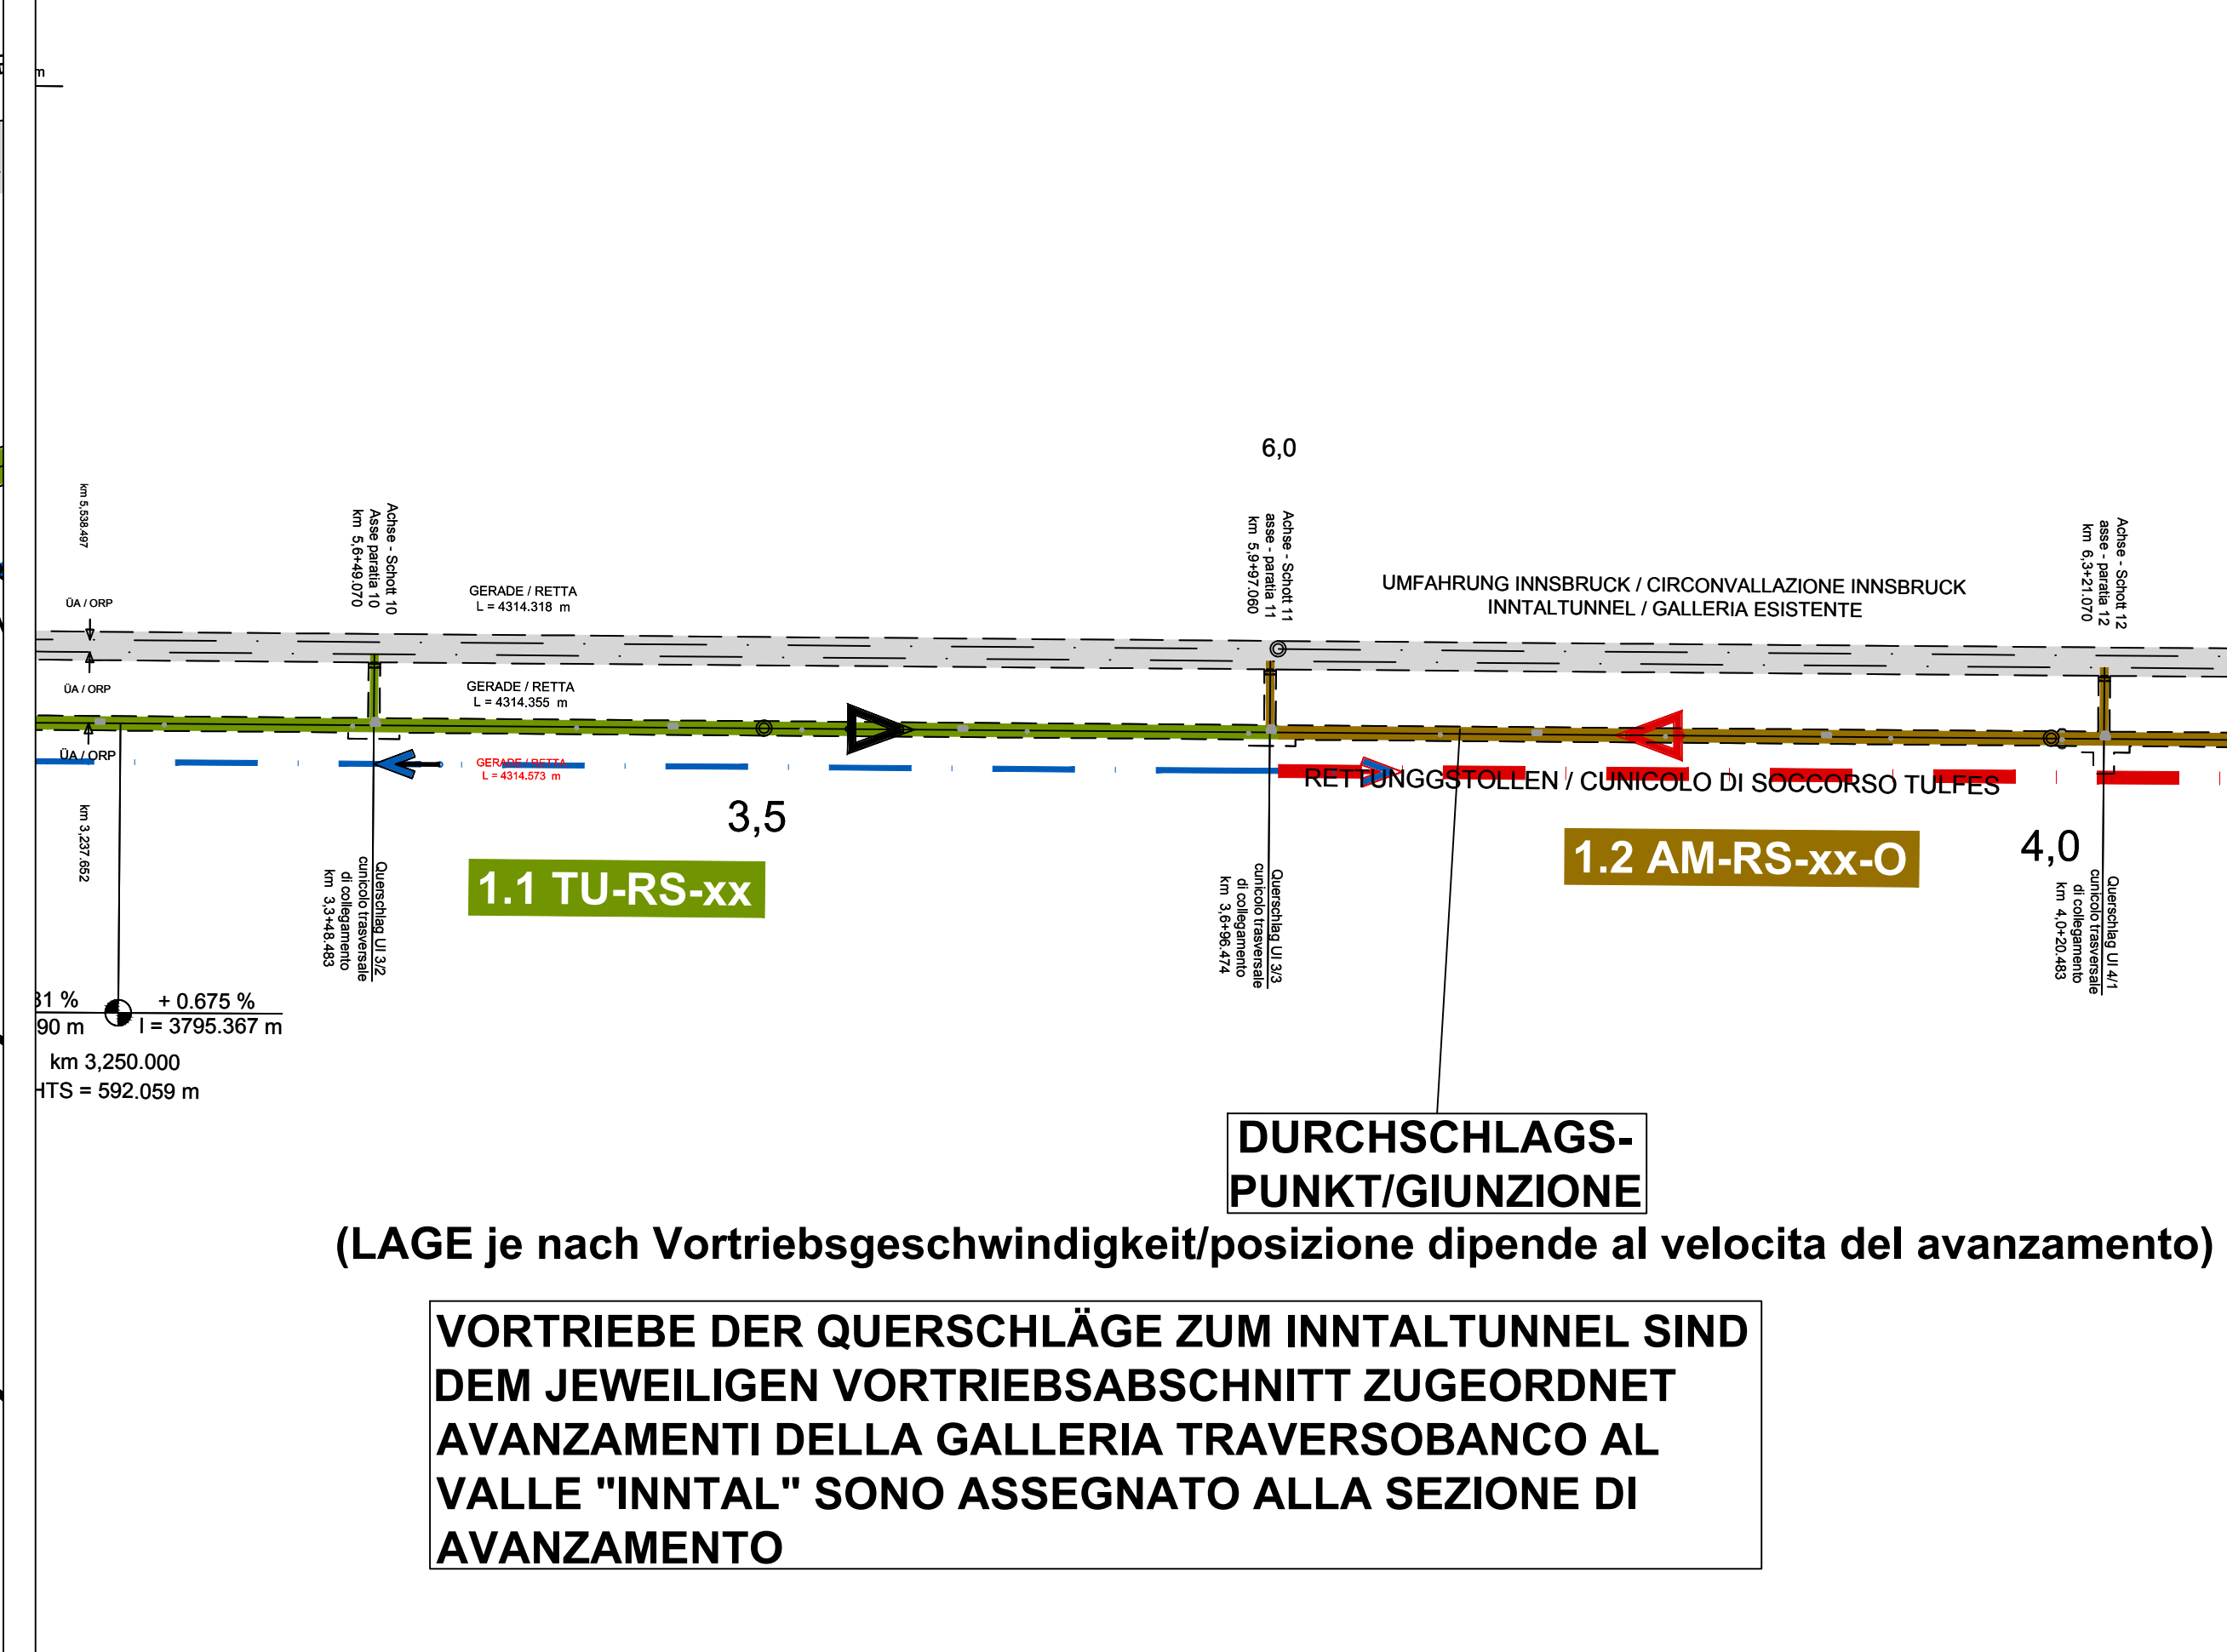 m
6,0
km 5,538.497
Achse - Schott 10
Asse paratia 10
km 5,6+49.070
Achse - Schott 11
asse - paratia 11
km 5,9+97.060
Achse - Schott 12
asse - paratia 12
km 6,3+21.070
ÜA / ORP
GERADE / RETTA
L = 4314.318 m
UMFAHRUNG INNSBRUCK / CIRCONVALLAZIONE INNSBRUCK
INNTALTUNNEL / GALLERIA ESISTENTE
ÜA / ORP
GERADE / RETTA
L = 4314.355 m
ÜA / ORP
GERADE / RETTA
L = 4314.573 m
RETTUNGGSTOLLEN / CUNICOLO DI SOCCORSO TULFES
3,5
4,0
km 3,237.652
1.1 TU-RS-xx
1.2 AM-RS-xx-O
Querschlag UI 3/2
cunicolo trasversale
di collegamento
km 3,3+48.483
Querschlag UI 3/3
cunicolo trasversale
di collegamento
km 3,6+96.474
Querschlag UI 4/1
cunicolo trasversale
di collegamento
km 4,0+20.483
31 %
+ 0.675 %
90 m
l = 3795.367 m
km 3,250.000
HTS = 592.059 m
DURCHSCHLAGS-
PUNKT/GIUNZIONE
(LAGE je nach Vortriebsgeschwindigkeit/posizione dipende al velocita del avanzamento)
VORTRIEBE DER QUERSCHLÄGE ZUM INNTALTUNNEL SIND
DEM JEWEILIGEN VORTRIEBSABSCHNITT ZUGEORDNET
AVANZAMENTI DELLA GALLERIA TRAVERSOBANCO AL
VALLE "INNTAL" SONO ASSEGNATO ALLA SEZIONE DI
AVANZAMENTO